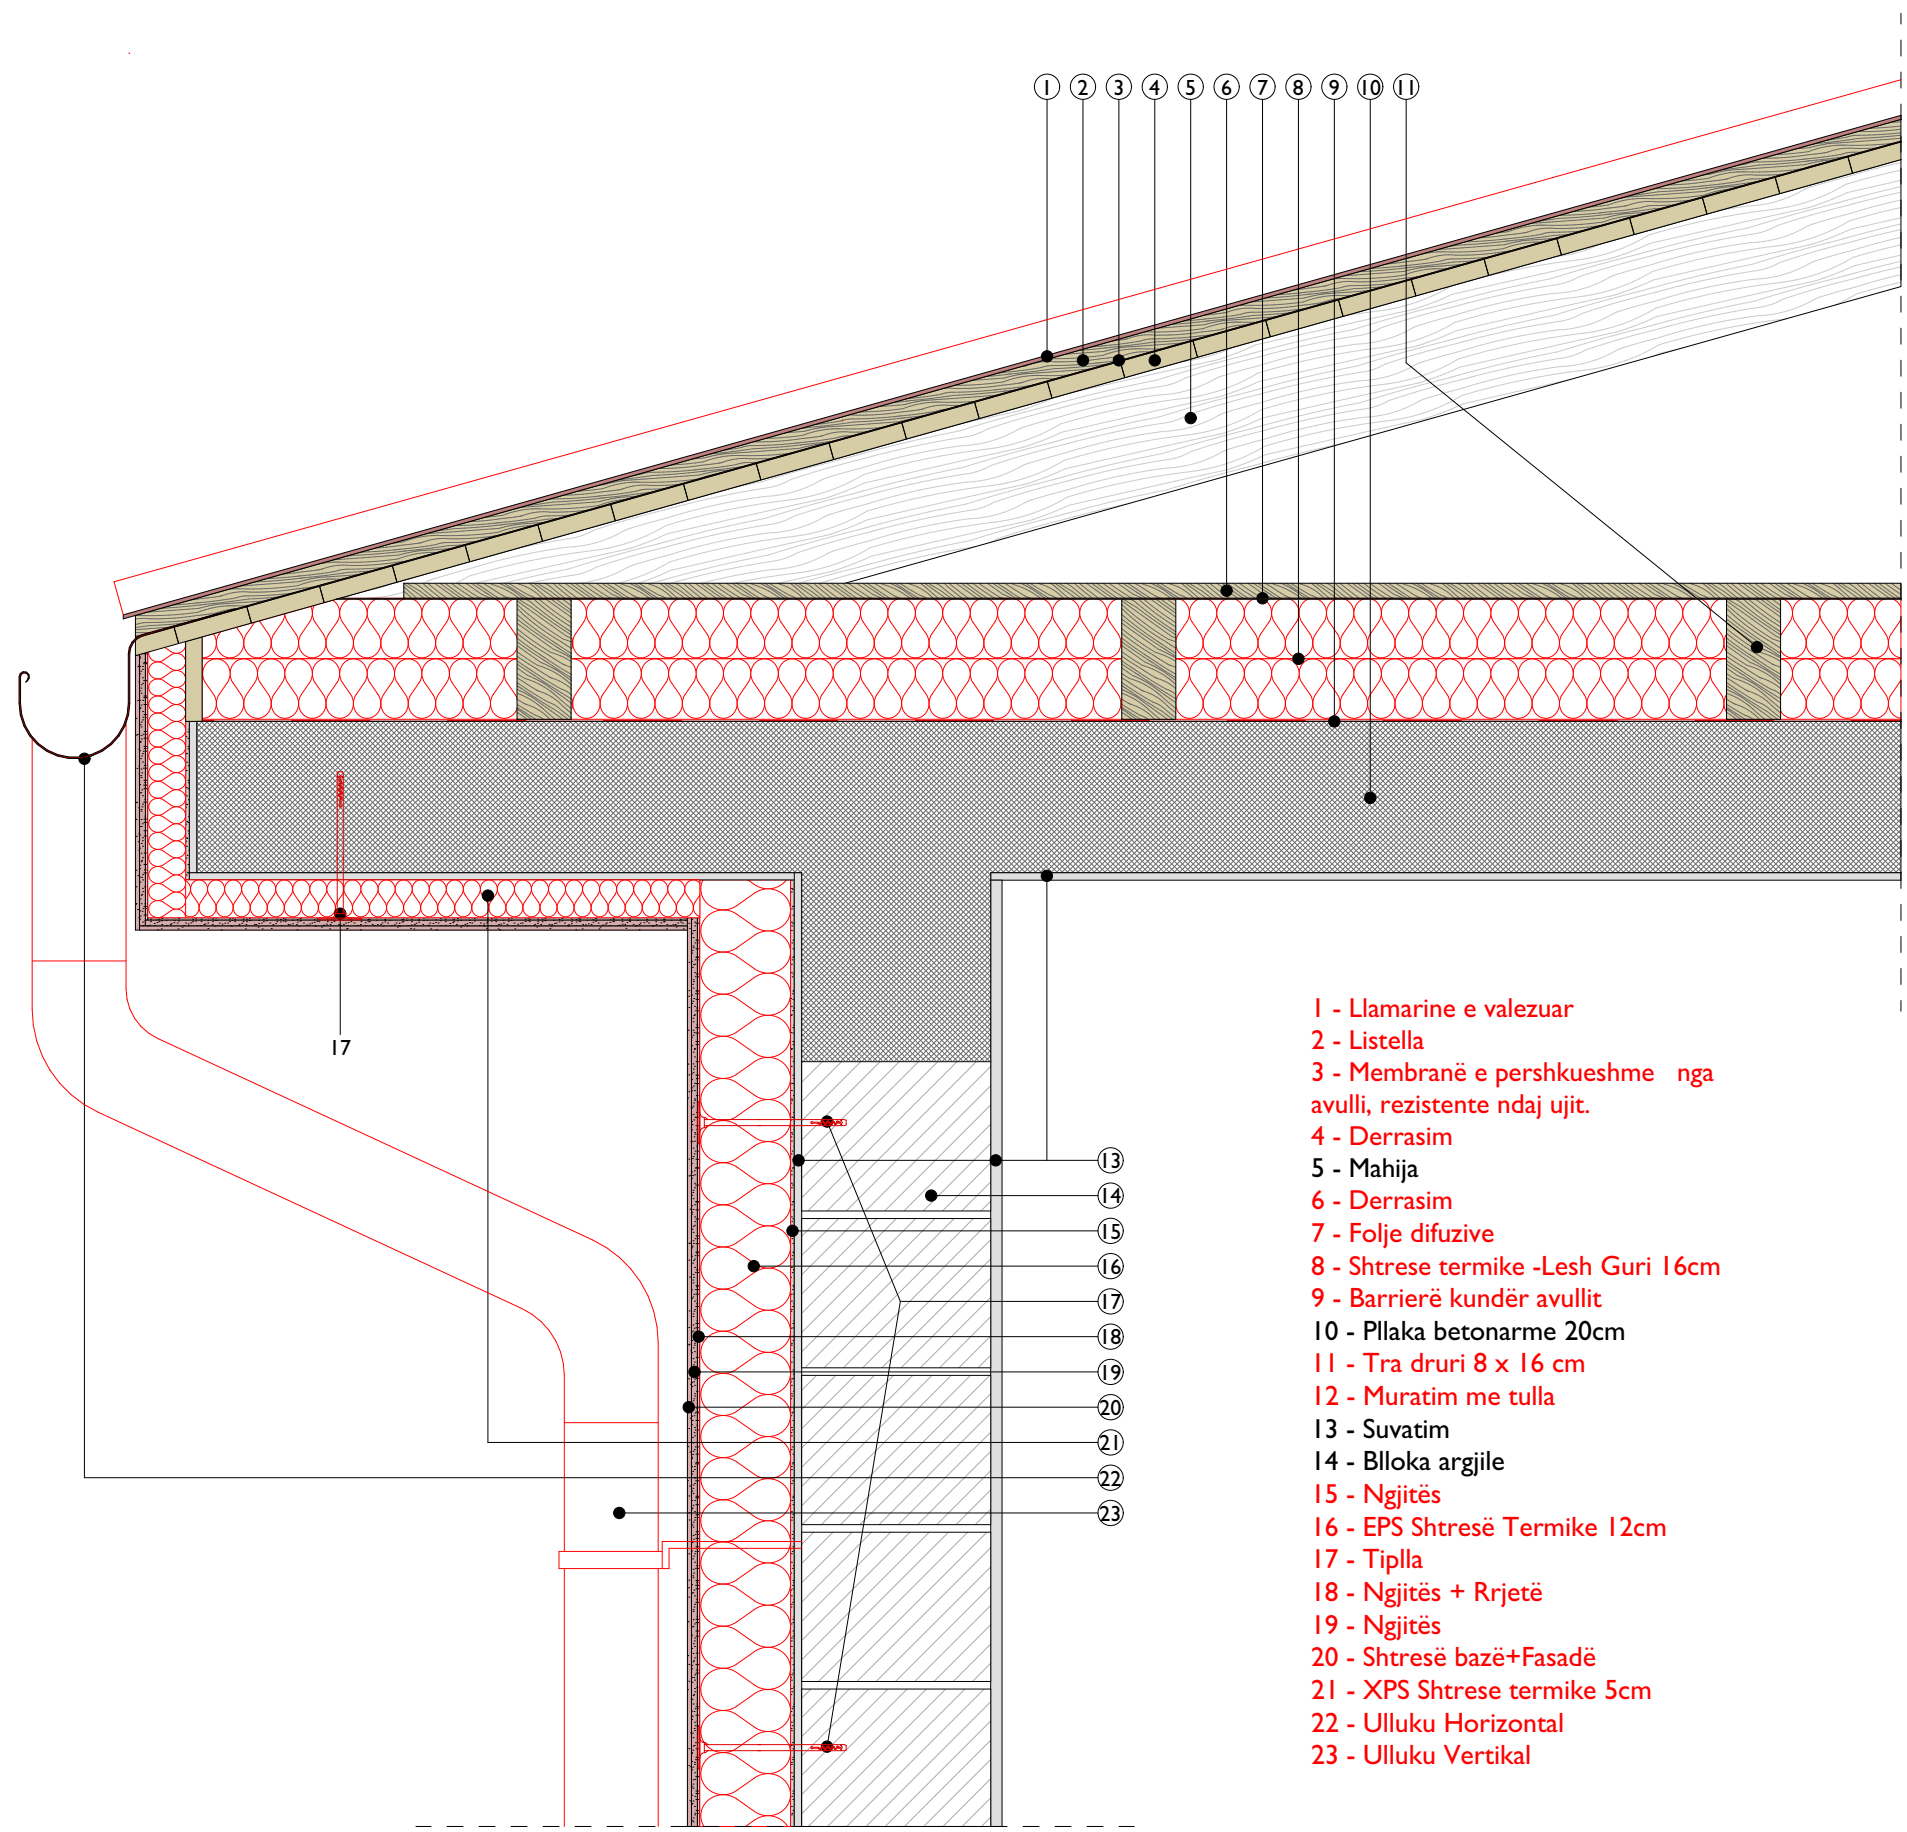 1 2 3 4 5 6 7 8 9 10 11
17
13
14
15
16
17
18
19
20
21
22
23
1 - Llamarine e valezuar
2 - Listella
3 - Membranë e pershkueshme nga
avulli, rezistente ndaj ujit.
4 - Derrasim
5 - Mahija
6 - Derrasim
7 - Folje difuzive
8 - Shtrese termike -Lesh Guri 16cm
9 - Barrierë kundër avullit
10 - Pllaka betonarme 20cm
11 - Tra druri 8 x 16 cm
12 - Muratim me tulla
13 - Suvatim
14 - Blloka argjile
15 - Ngjitës
16 - EPS Shtresë Termike 12cm
17 - Tiplla
18 - Ngjitës + Rrjetë
19 - Ngjitës
20 - Shtresë bazë+Fasadë
21 - XPS Shtrese termike 5cm
22 - Ulluku Horizontal
23 - Ulluku Vertikal